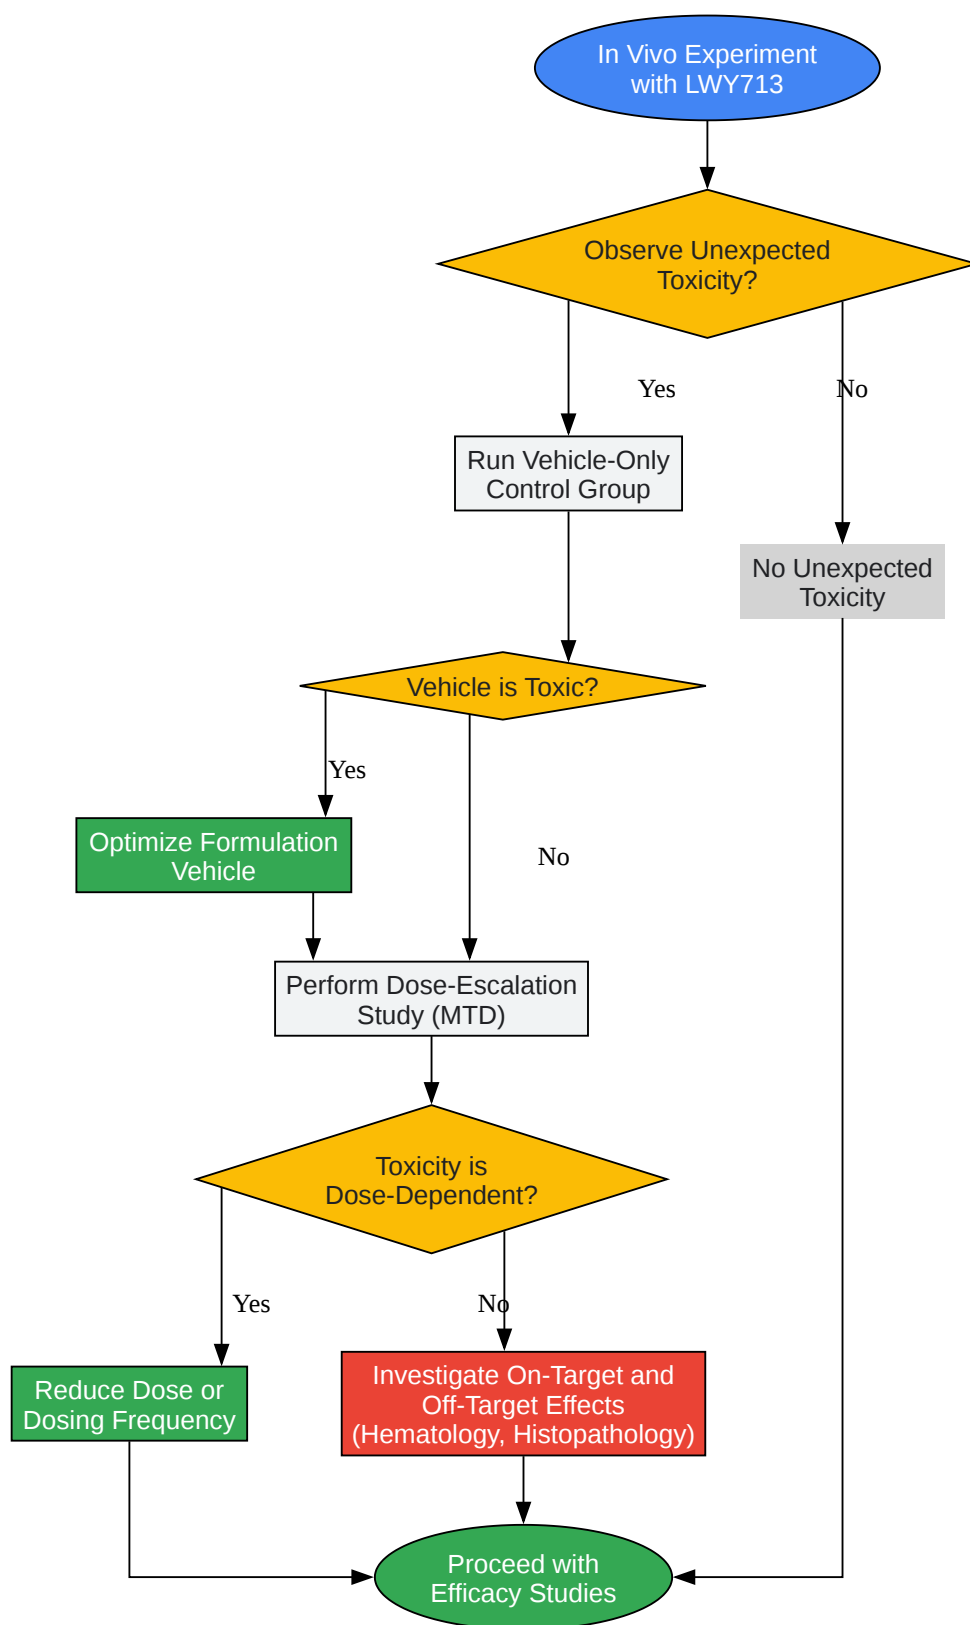 In Vivo Experiment
with LWY713
Observe Unexpected
Toxicity?
Yes
No
Run Vehicle-Only
Control Group
No Unexpected
Toxicity
Vehicle is Toxic?
Yes
Optimize Formulation
Vehicle
No
Perform Dose-Escalation
Study (MTD)
Toxicity is
Dose-Dependent?
Yes
No
Reduce Dose or
Dosing Frequency
Investigate On-Target and
Off-Target Effects
(Hematology, Histopathology)
Proceed with
Efficacy Studies